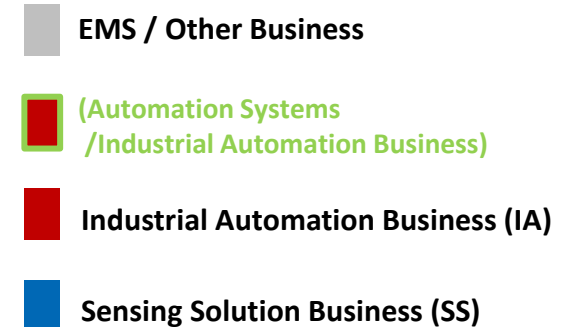 EMS / Other Business
(Automation Systems
/Industrial Automation Business)
Industrial Automation Business (IA)
Sensing Solution Business (SS)